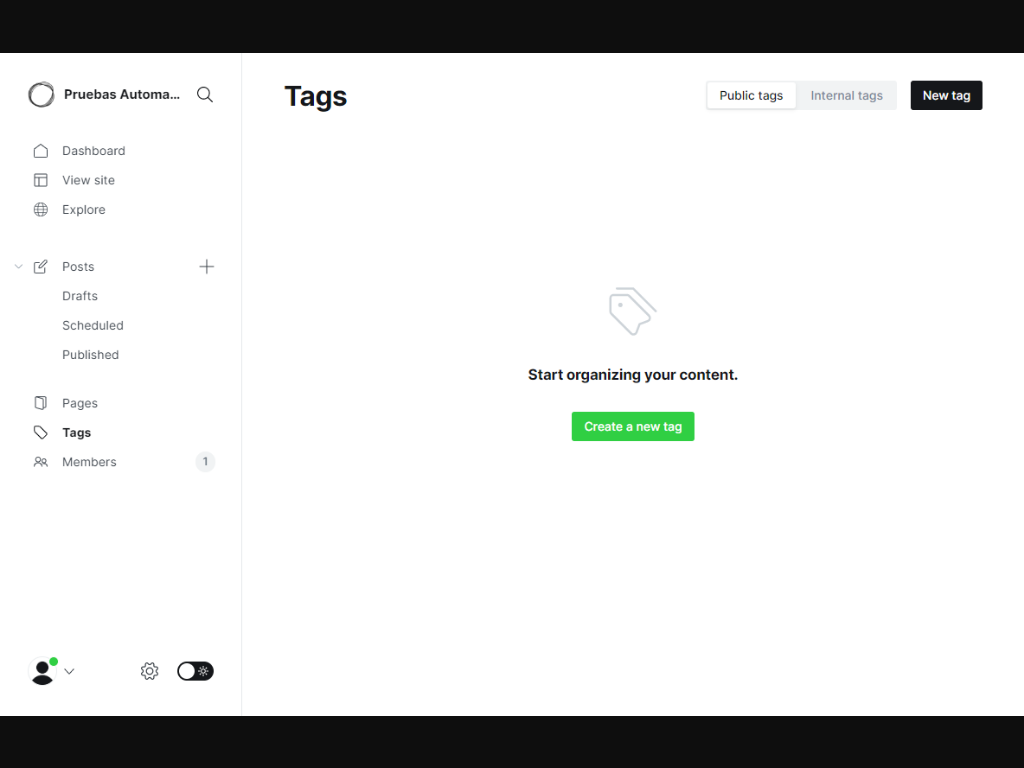 Pruebas Automa...
Dashboard
View site
Explore
Posts
Drafts
Scheduled
Published
Pages
Tags
Members
1
Tags
Public tags
Internal tags
New tag
Start organizing your content.
Create a new tag